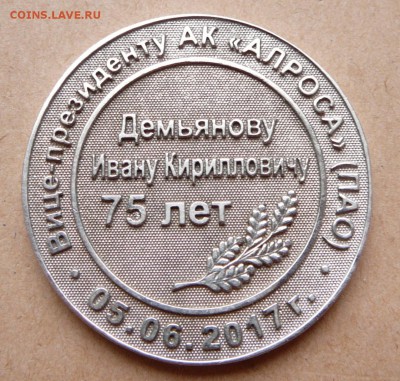 COINS.LAVE.RU
Вице-президенту АК «АЛРОСА» (ПАО)
Демьянову
Ивану Кирилловичу
75 лет
• 05.06.2017г. •